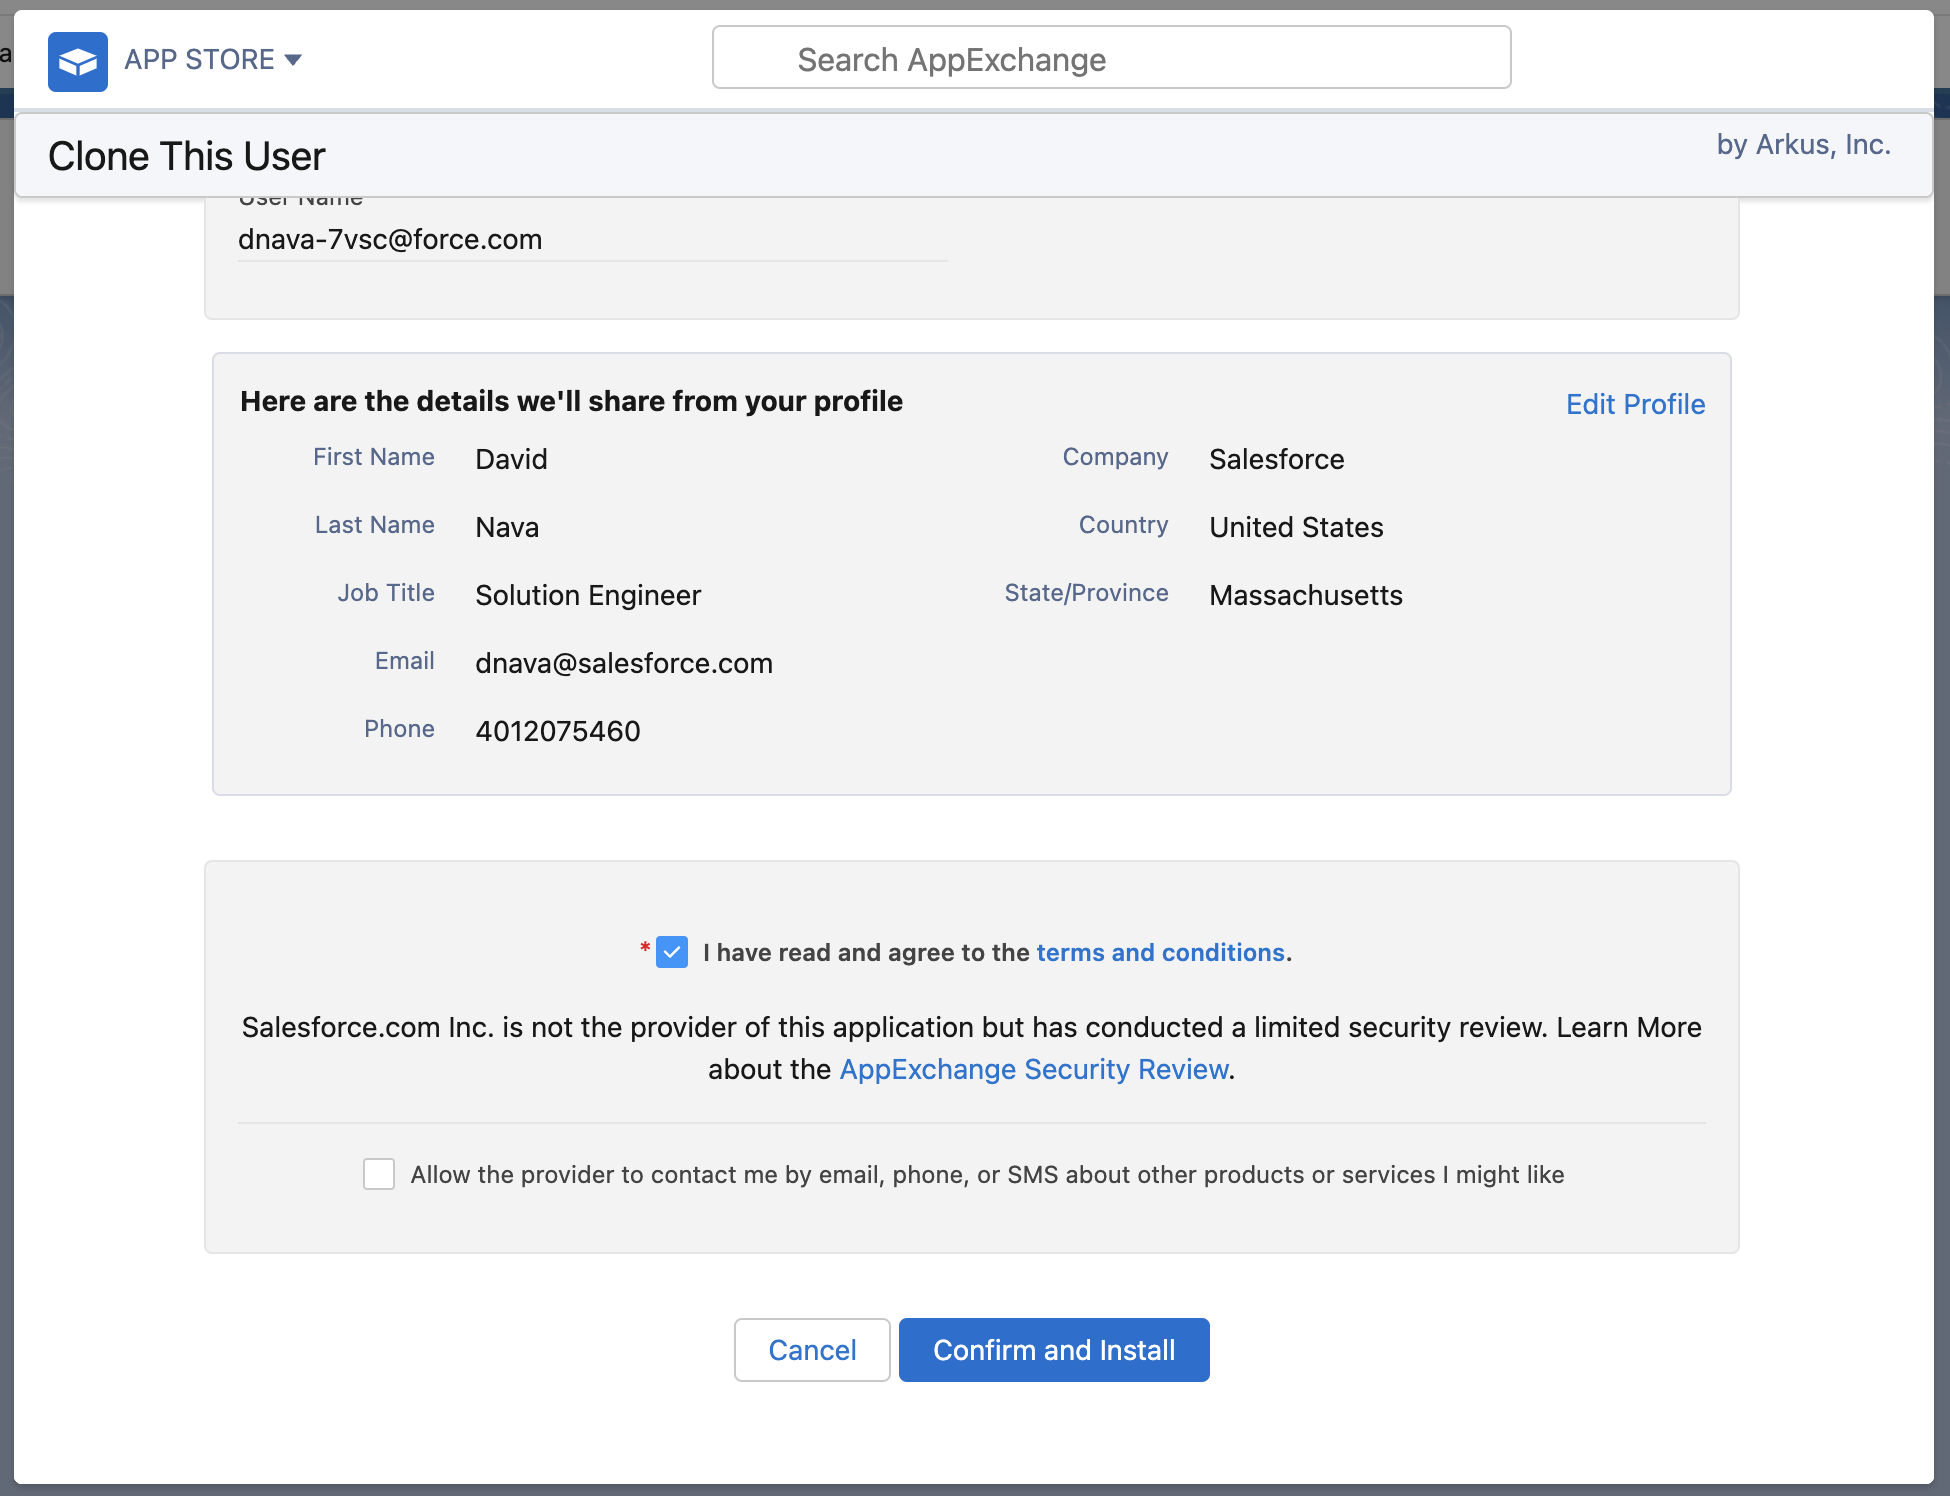 a
APP STORE
Search AppExchange
Clone This User
by Arkus, Inc.
User Name
dnava-7vsc@force.com
Here are the details we'll share from your profile
Edit Profile
First Name David
Company Salesforce
Last Name Nava
Country United States
Job Title Solution Engineer
State/Province Massachusetts
Email dnava@salesforce.com
Phone 4012075460
* I have read and agree to the terms and conditions.
Salesforce.com Inc. is not the provider of this application but has conducted a limited security review. Learn More
about the AppExchange Security Review.
Allow the provider to contact me by email, phone, or SMS about other products or services I might like
Cancel
Confirm and Install